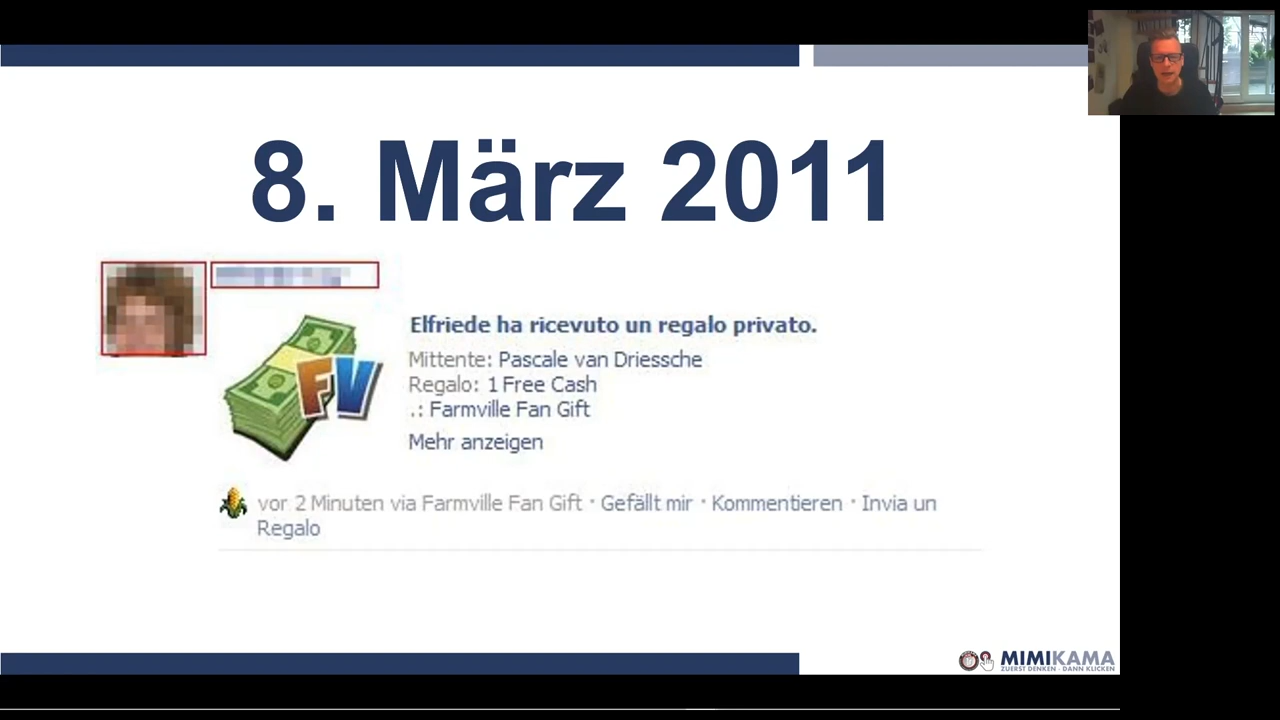 8. März 2011
Elfriede ha ricevuto un regalo privato.
Mittente: Pascale van Driessche
Regalo: 1 Free Cash
.: Farmville Fan Gift
FV
Mehr anzeigen
vor 2 Minuten via Farmville Fan Gift · Gefällt mir · Kommentieren · Invia un
Regalo
MIMIKAMA
ZUERST DENKEN - DANN KLICKEN